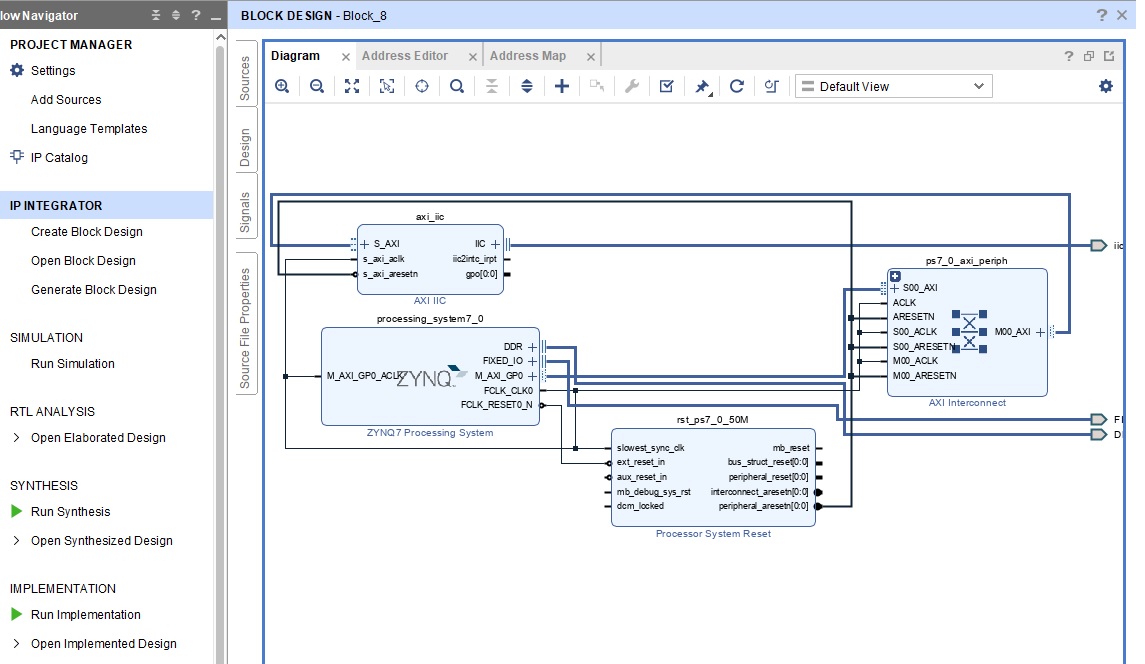 low Navigator
?
PROJECT MANAGER
Settings
Add Sources
Language Templates
IP Catalog
IP INTEGRATOR
Create Block Design
Open Block Design
Generate Block Design
SIMULATION
Run Simulation
RTL ANALYSIS
Open Elaborated Design
SYNTHESIS
Run Synthesis
Open Synthesized Design
IMPLEMENTATION
Run Implementation
Open Implemented Design
BLOCK DESIGN - Block_8
?
Sources
Design
Signals
Source File Properties
Diagram
Address Editor
Address Map
?
Default View
axi_iic
S_AXI
s_axi_aclk
s_axi_aresetn
IIC
iic2intc_irpt
gpo[0:0]
AXI IIC
processing_system7_0
M_AXI_GP0_ACLK
ZYNQ
DDR
FIXED_IO
M_AXI_GP0
FCLK_CLK0
FCLK_RESET0_N
ZYNQ7 Processing System
rst_ps7_0_50M
slowest_sync_clk
ext_reset_in
aux_reset_in
mb_debug_sys_rst
dcm_locked
mb_reset
bus_struct_reset[0:0]
peripheral_reset[0:0]
interconnect_aresetn[0:0]
peripheral_aresetn[0:0]
Processor System Reset
ps7_0_axi_periph
S00_AXI
ACLK
ARESETN
S00_ACLK
S00_ARESETN
M00_ACLK
M00_ARESETN
M00_AXI
AXI Interconnect
iic
FI
D